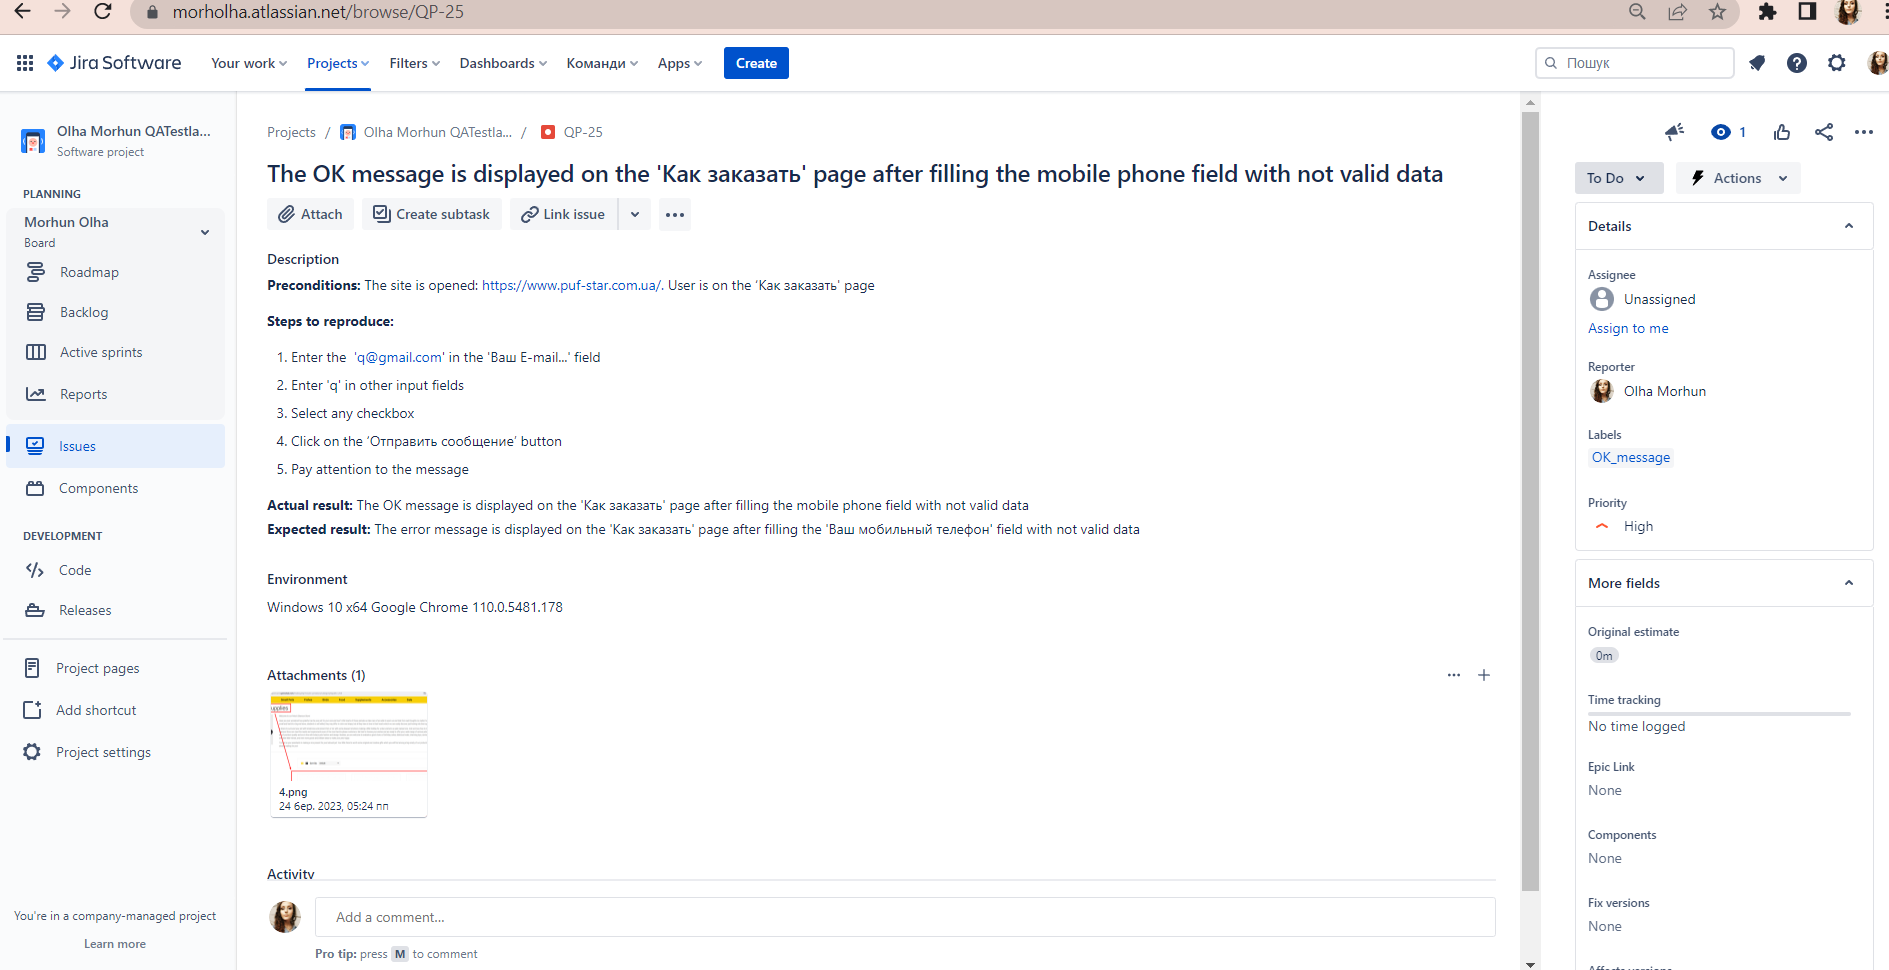 morholha.atlassian.net/browse/QP-25
Jira Software
Your work
Projects
Filters
Dashboards
Команди
Apps
Create
Пошук
Olha Morhun QATestla...
Software project
PLANNING
Morhun Olha
Board
Roadmap
Backlog
Active sprints
Reports
Issues
Components
DEVELOPMENT
Code
Releases
Project pages
Add shortcut
Project settings
You're in a company-managed project
Learn more
Projects / Olha Morhun QATestla... / QP-25
The OK message is displayed on the 'Как заказать' page after filling the mobile phone field with not valid data
Attach
Create subtask
Link issue
Description
Preconditions: The site is opened: https://www.puf-star.com.ua/. User is on the 'Как заказать' page
Steps to reproduce:
1. Enter the 'q@gmail.com' in the 'Ваш E-mail...' field
2. Enter 'q' in other input fields
3. Select any checkbox
4. Click on the ‘Отправить сообщение’ button
5. Pay attention to the message
Actual result: The OK message is displayed on the 'Как заказать' page after filling the mobile phone field with not valid data
Expected result: The error message is displayed on the 'Как заказать' page after filling the 'Ваш мобильный телефон' field with not valid data
Environment
Windows 10 x64 Google Chrome 110.0.5481.178
Attachments (1)
4.png
24 бер. 2023, 05:24 пп
Activity
Add a comment...
Pro tip: press M to comment
1
To Do
Actions
Details
Assignee
Unassigned
Assign to me
Reporter
Olha Morhun
Labels
OK_message
Priority
High
More fields
Original estimate
0m
Time tracking
No time logged
Epic Link
None
Components
None
Fix versions
None
Affects versions